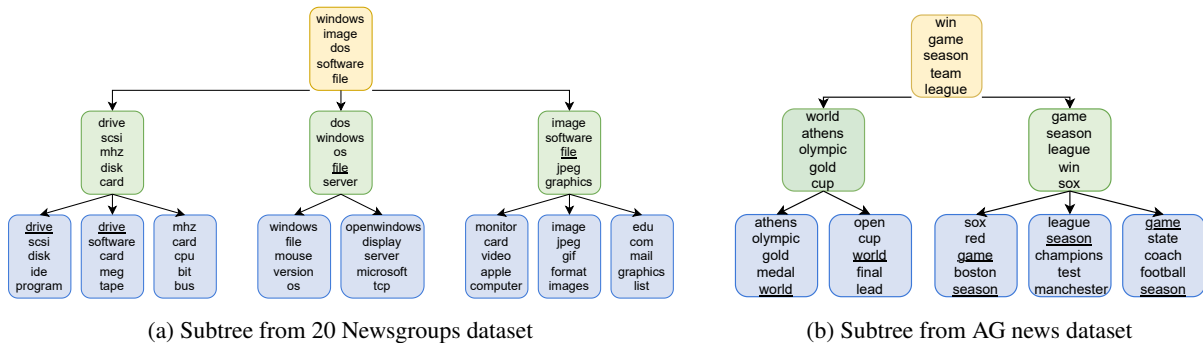 windows
image
dos
software
file
drive
scsi
mhz
disk
card
dos
windows
os
file
server
image
software
file
jpeg
graphics
drive
scsi
disk
ide
program
drive
software
card
meg
tape
mhz
card
cpu
bit
bus
windows
file
mouse
version
os
openwindows
display
server
microsoft
tcp
monitor
card
video
apple
computer
image
jpeg
gif
format
images
edu
com
mail
graphics
list
(a) Subtree from 20 Newsgroups dataset
win
game
season
team
league
world
athens
olympic
gold
cup
game
season
league
win
sox
athens
olympic
gold
medal
world
open
cup
world
final
lead
sox
red
game
boston
season
league
season
champions
test
manchester
game
state
coach
football
season
(b) Subtree from AG news dataset